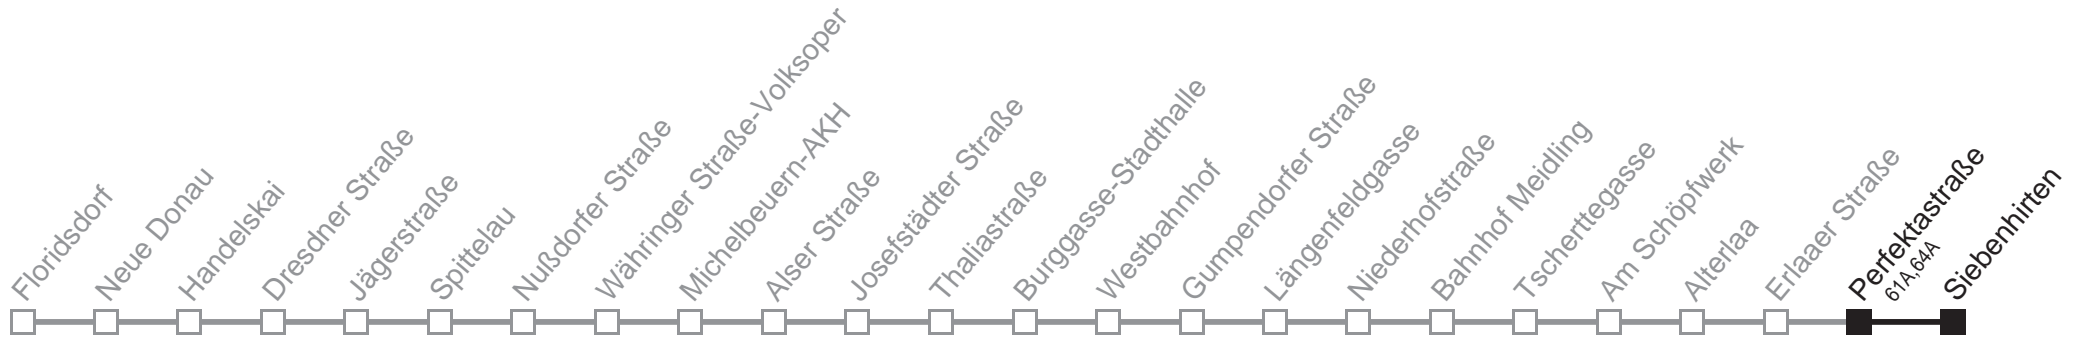 Floridsdorf
Neue Donau
Handelskai
Dresdner Straße
Jägerstraße
Spittelau
Nußdorfer Straße
Währinger Straße-Volksoper
Michelbeuern-AKH
Alser Straße
Josefstädter Straße
Thaliastraße
Burggasse-Stadthalle
Westbahnhof
Gumpendorfer Straße
Längenfeldgasse
Niederhofstraße
Bahnhof Meidling
Tscherttegasse
Am Schöpfwerk
Alterlaa
Erlaaer Straße
Perfektastraße
61A,64A
Siebenhirten